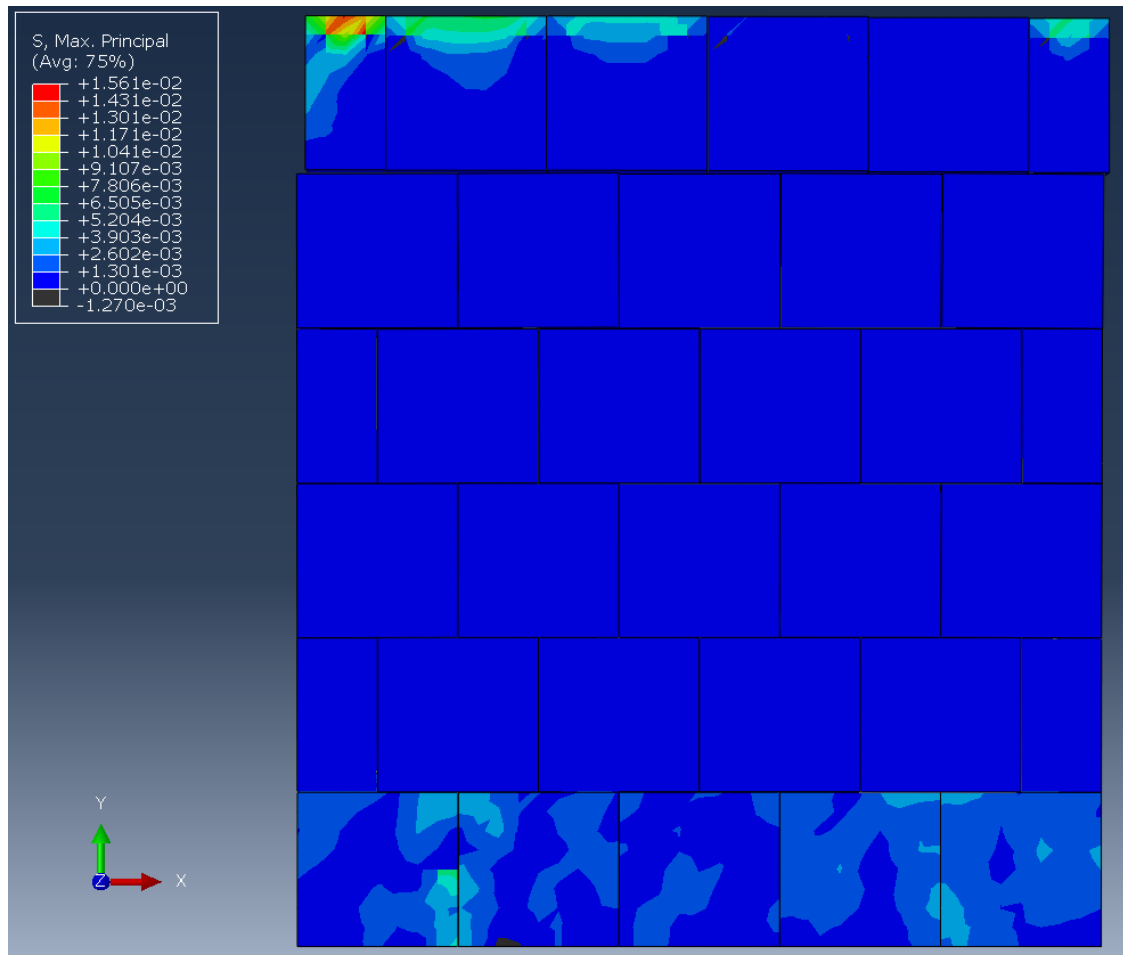 S, Max. Principal
(Avg: 75%)
+1.561e-02
+1.431e-02
+1.301e-02
+1.171e-02
+1.041e-02
+9.107e-03
+7.806e-03
+6.505e-03
+5.204e-03
+3.903e-03
+2.602e-03
+1.301e-03
+0.000e+00
-1.270e-03
Y
Z
X